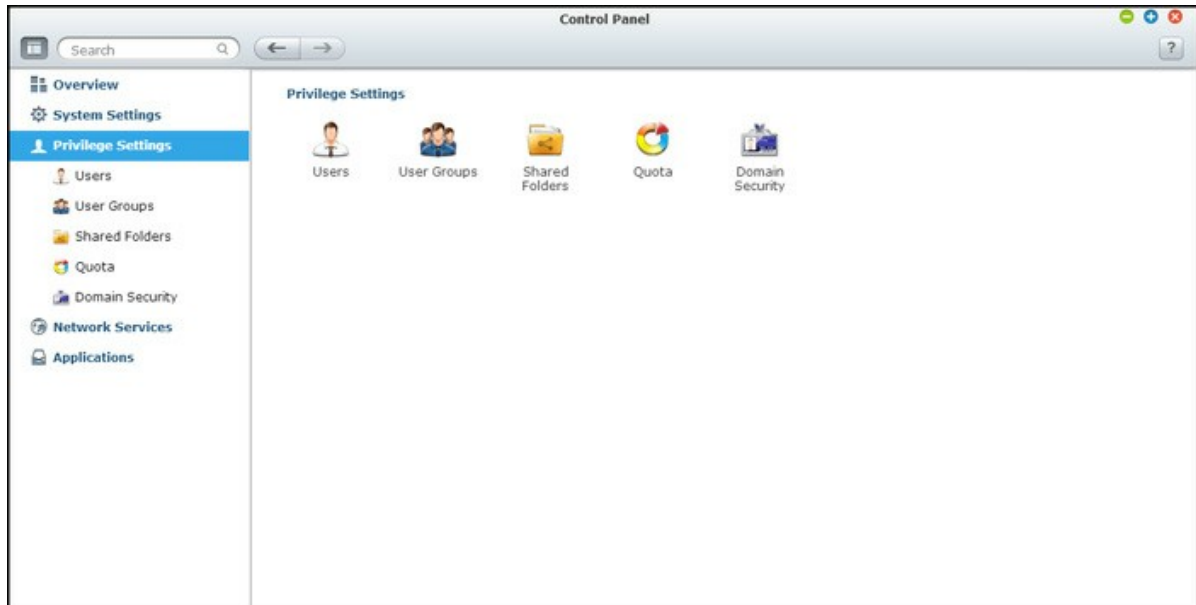 Control Panel
Search
?
Overview
System Settings
Privilege Settings
Users
User Groups
Shared Folders
Quota
Domain Security
Network Services
Applications
Privilege Settings
Users
User Groups
Shared
Folders
Quota
Domain
Security